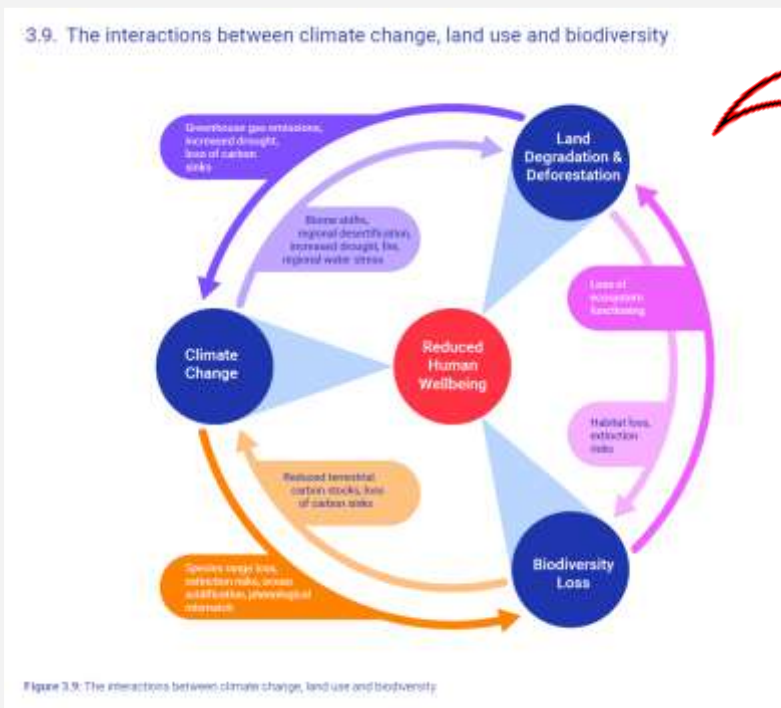 3.9. The interactions between climate change, land use and biodiversity
Greenhouse gas emissions,
increased drought,
loss of carbon
sinks
Land
Degradation &
Deforestation
Biome shifts,
regional desertification,
increased drought, fire,
regional water stress
Loss of
ecosystem
functioning
Climate
Change
Reduced
Human
Wellbeing
Habitat loss,
extinction
risks
Reduced terrestrial
carbon stocks, loss
of carbon sinks
Species range loss,
extinction risks, ocean
acidification, phenological
mismatch
Biodiversity
Loss
Figure 3.9: The interactions between climate change, land use and biodiversity